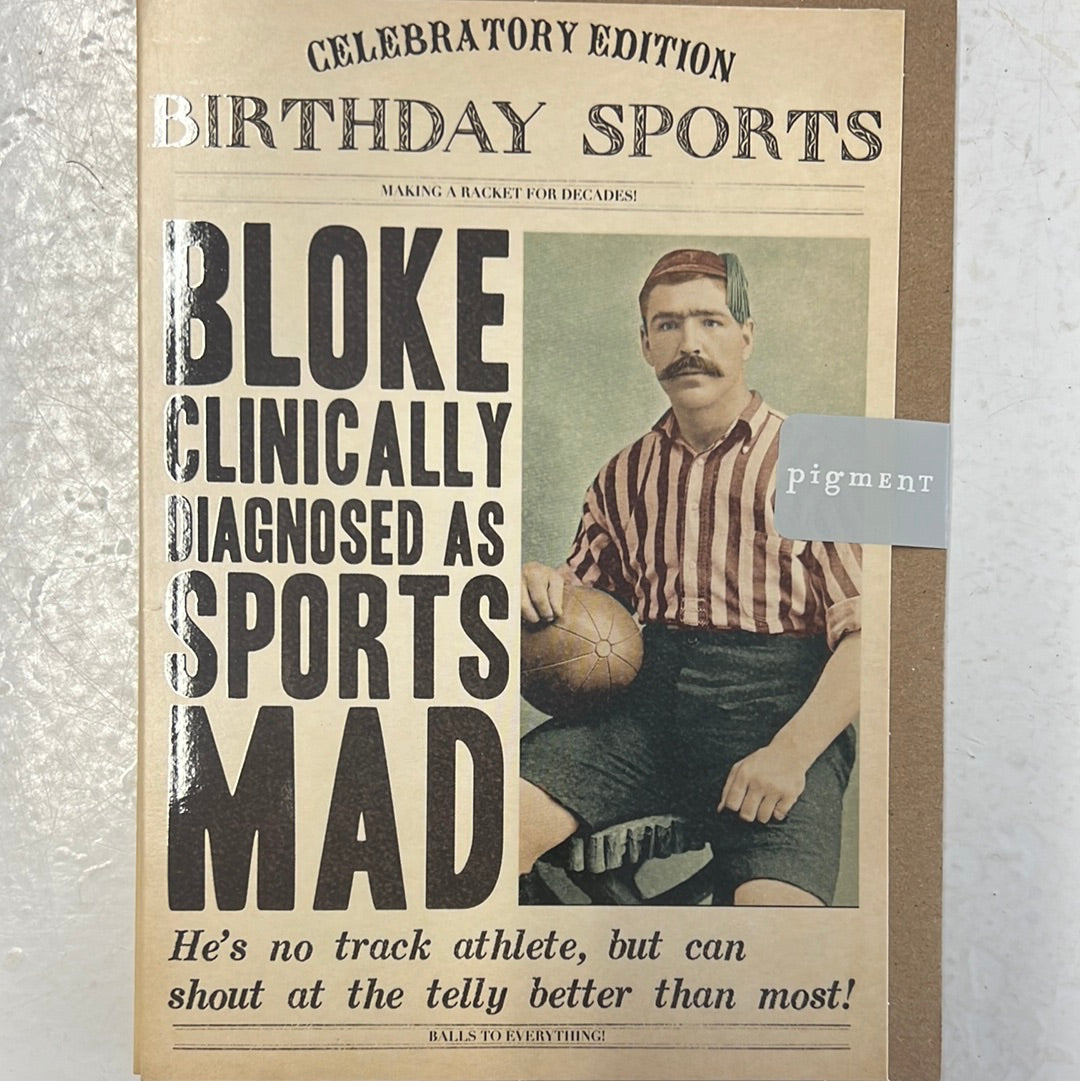 CELEBRATORY EDITION
BIRTHDAY SPORTS
MAKING A RACKET FOR DECADES!
BLOKE
CLINICALLY
DIAGNOSED AS
SPORTS
MAD
pigmENT
He's no track athlete, but can
shout at the telly better than most!
BALLS TO EVERYTHING!